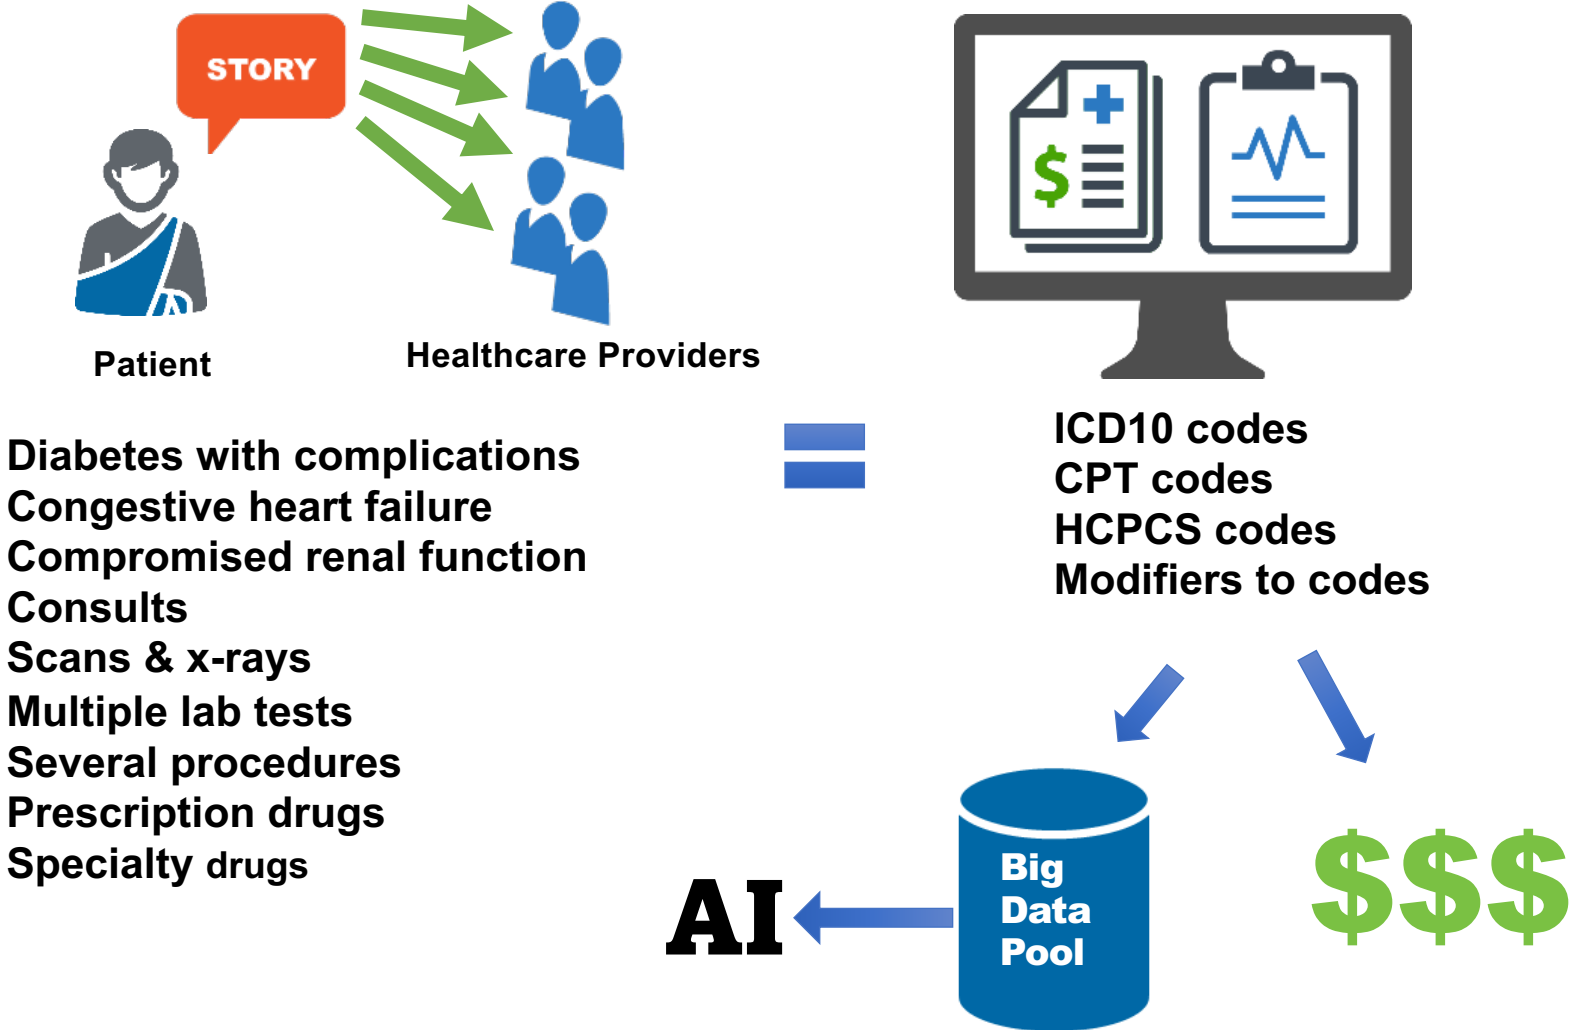 STORY
Patient
Healthcare Providers
Diabetes with complications
Congestive heart failure
Compromised renal function
Consults
Scans & x-rays
Multiple lab tests
Several procedures
Prescription drugs
Specialty drugs
$
ICD10 codes
CPT codes
HCPCS codes
Modifiers to codes
Big
Data
Pool
AI
$$$